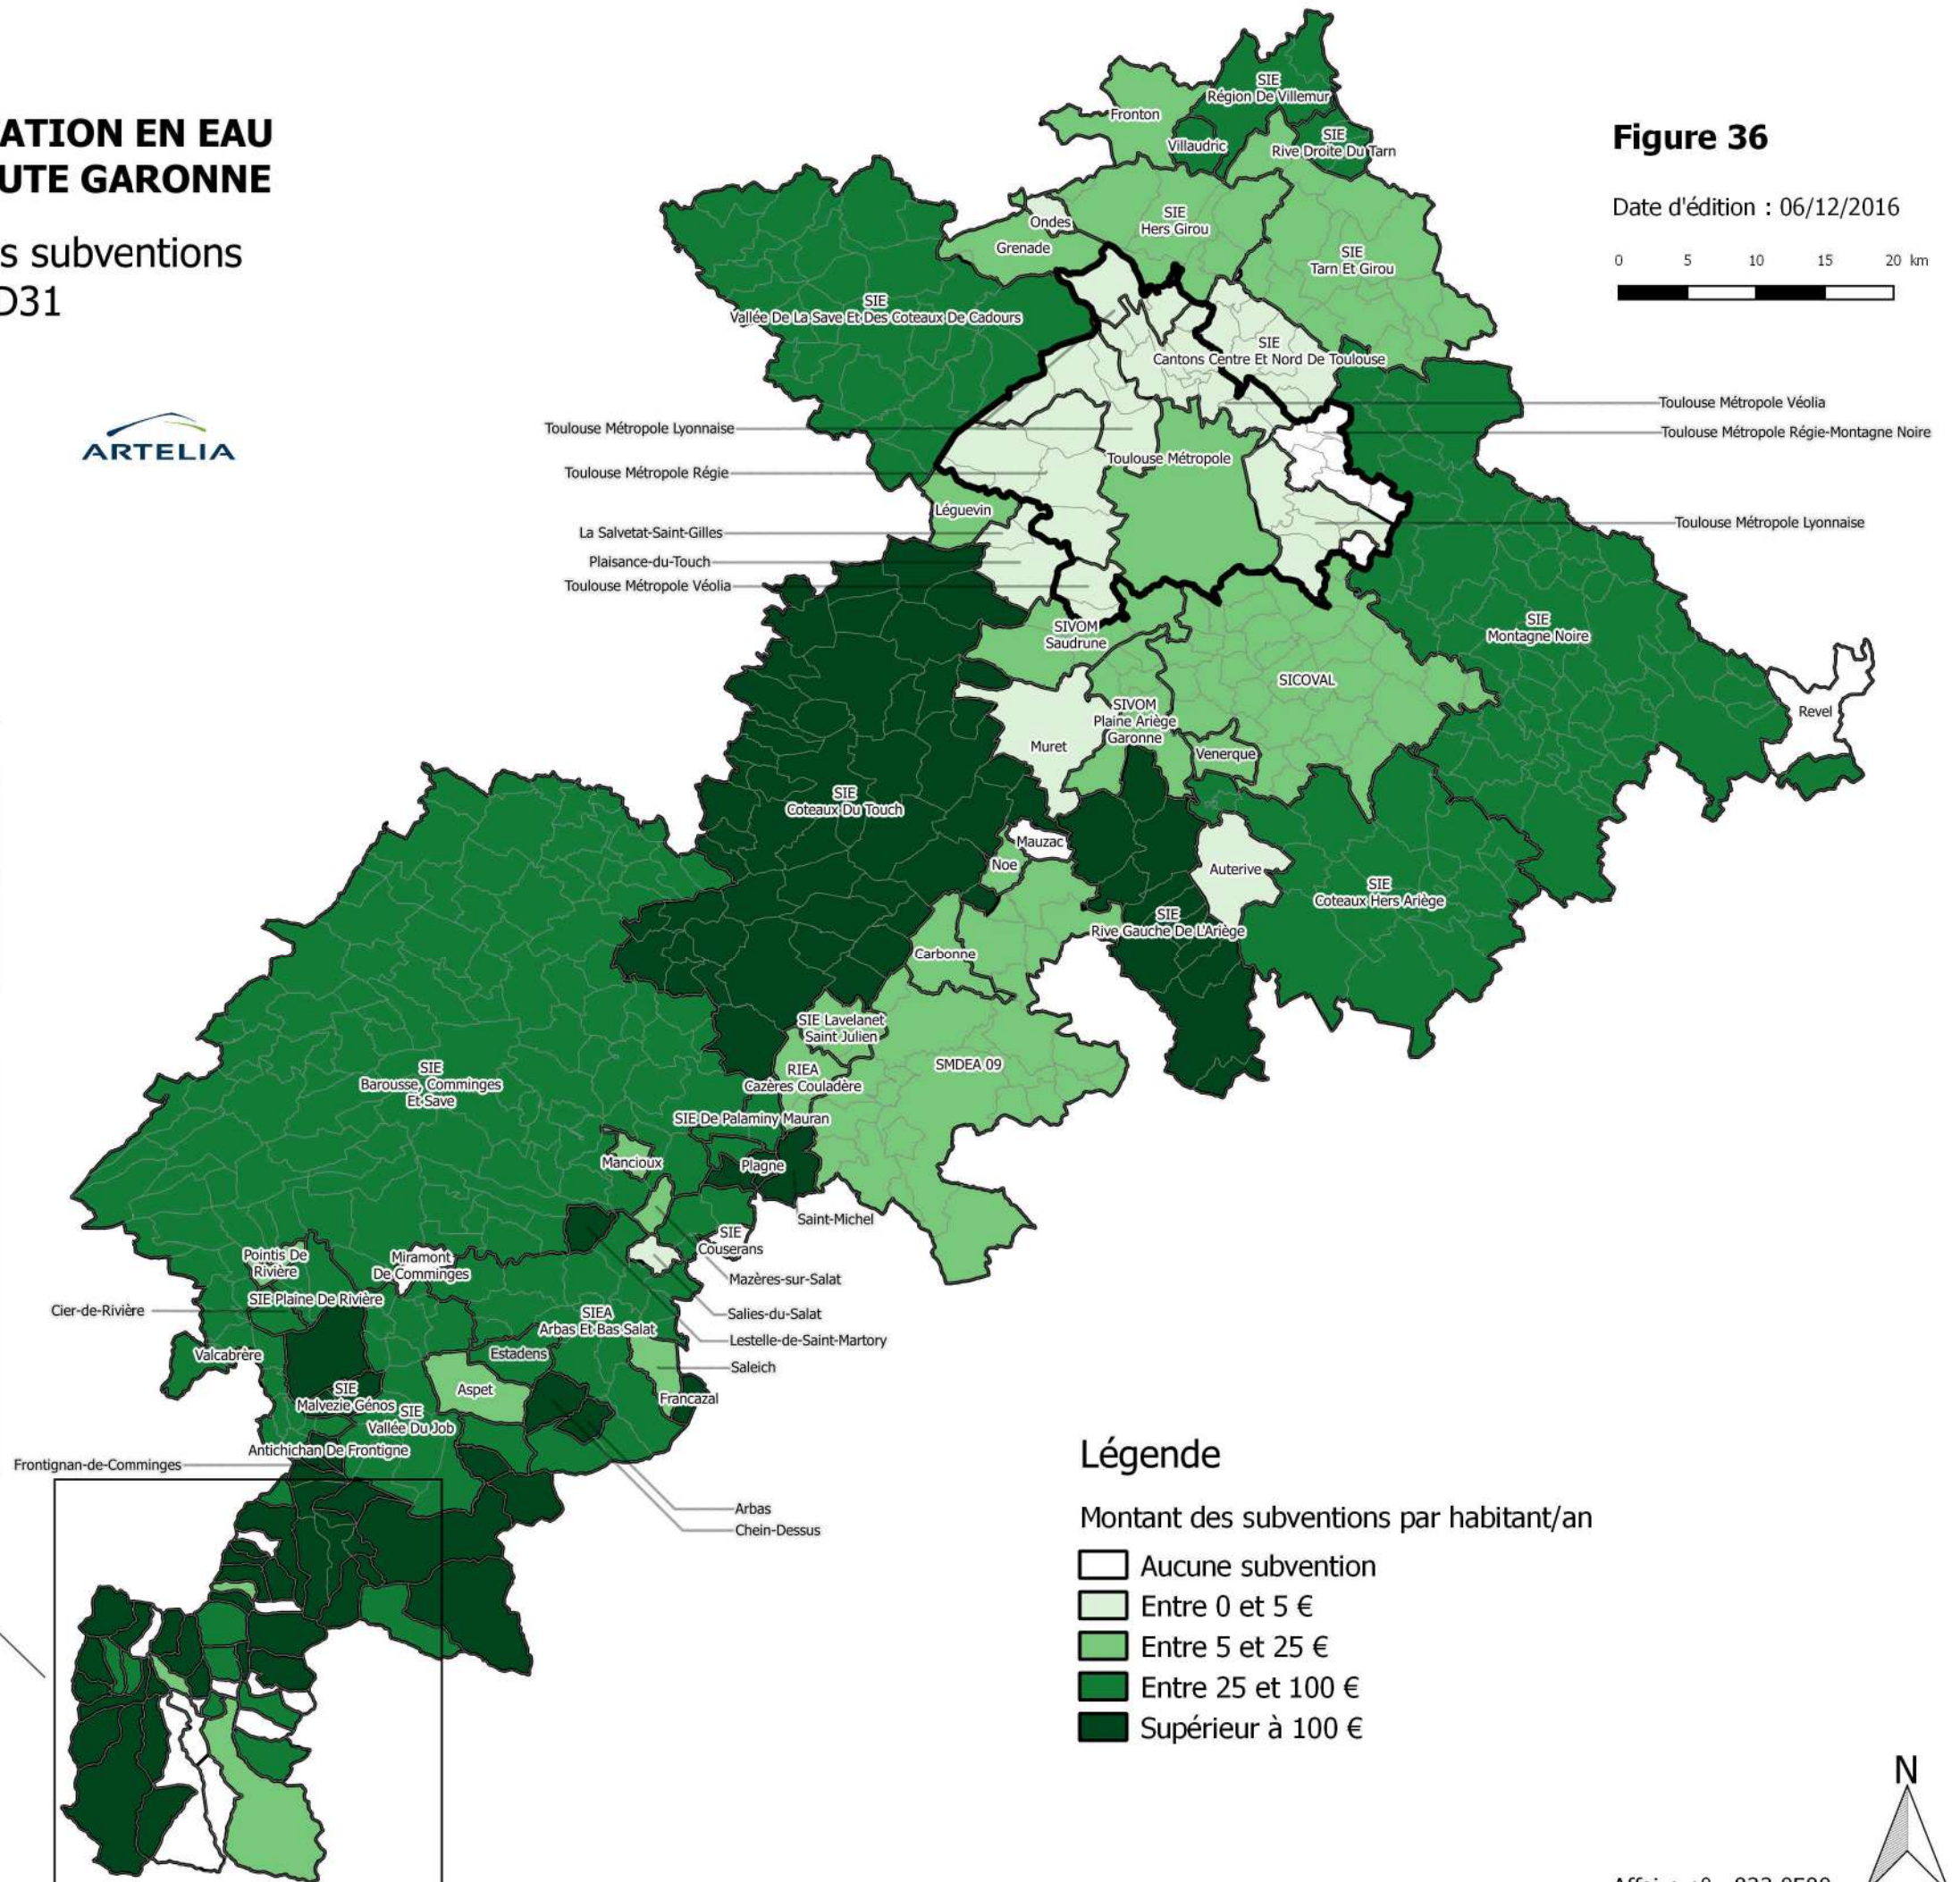 ATION EN EAU
UTE GARONNE
s subventions
D31
ARTELIA
Figure 36
Date d'édition : 06/12/2016
0 5 10 15 20 km
SIE
Région De Villemur
Fronton
Villaudric
SIE
Rive Droite Du Tarn
Ondes
Grenade
SIE
Hers Girou
SIE
Tarn Et Girou
SIE
Vallée De La Save Et Des Coteaux De Cadours
SIE
Cantons Centre Et Nord De Toulouse
Toulouse Métropole Véolia
Toulouse Métropole Régie-Montagne Noire
Toulouse Métropole Lyonnaise
Toulouse Métropole
Toulouse Métropole Régie
Léguevin
La Salvetat-Saint-Gilles
Plaisance-du-Touch
Toulouse Métropole Véolia
Toulouse Métropole Lyonnaise
SIVOM
Saudrune
SIE
Montagne Noire
SICOVAL
Revel
SIVOM
Plaine Ariège
Garonne
Muret
Venerque
SIE
Coteaux Du Touch
Mauzac
Noe
Auterive
SIE
Coteaux Hers Ariège
SIE
Rive Gauche De L'Ariège
Carbonne
SIE Lavelanet
Saint Julien
RIEA
Cazères Couladère
SMDEA 09
SIE
Barousse, Comminges
Et Save
SIE De Palaminy Mauran
Mancioux
Plagne
Saint-Michel
SIE
Couserans
Pointis De
Rivière
Miramont
De Comminges
Mazères-sur-Salat
SIE Plaine De Rivière
Cier-de-Rivière
SIEA
Arbas Et Bas Salat
Salies-du-Salat
Lestelle-de-Saint-Martory
Valcabrère
Estadens
Saleich
Aspet
SIE
Malvezie Génos
Francazal
SIE
Vallée Du Job
Antichichan De Frontigne
Frontignan-de-Comminges
Arbas
Chein-Dessus
Légende
Montant des subventions par habitant/an
Aucune subvention
Entre 0 et 5 €
Entre 5 et 25 €
Entre 25 et 100 €
Supérieur à 100 €
N